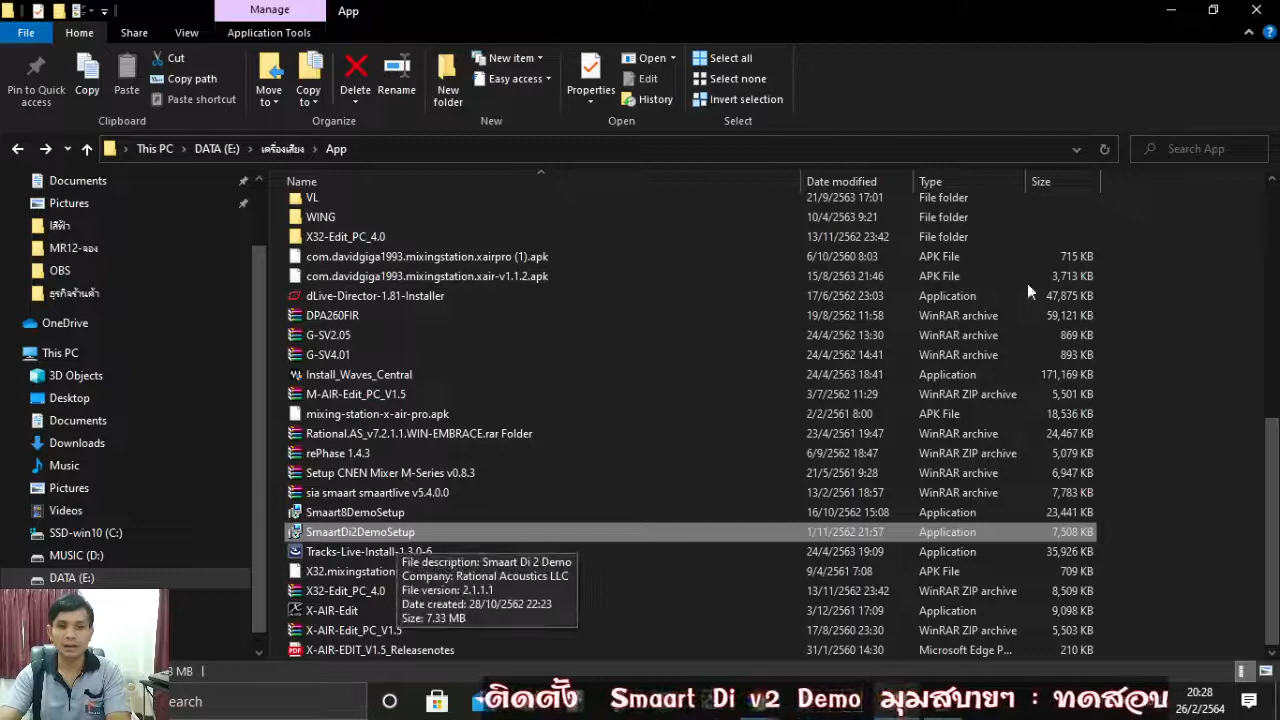 Manage
App
File
Home
Share
View
Application Tools
Pin to Quick access
Copy
Paste
Cut
Copy path
Paste shortcut
Clipboard
Move to
Copy to
Delete
Rename
Organize
New folder
New item
Easy access
New
Properties
Open
Edit
History
Open
Select all
Select none
Invert selection
Select
This PC > DATA (E:) > เครื่องเสียง > App
Search App
Documents
Pictures
ไส้ฟ้า
MR12-จอง
OBS
ธุรกิจร้านค้า
OneDrive
This PC
3D Objects
Desktop
Documents
Downloads
Music
Pictures
Videos
SSD-win10 (C:)
MUSIC (D:)
DATA (E:)
Name Date modified Type Size
VL 21/9/2563 17:01 File folder
WING 10/4/2563 9:21 File folder
X32-Edit_PC_4.0 13/11/2562 23:42 File folder
com.davidgiga1993.mixingstation.xairpro (1).apk 6/10/2560 8:03 APK File 715 KB
com.davidgiga1993.mixingstation.xair-v1.1.2.apk 15/8/2563 21:46 APK File 3,713 KB
dLive-Director-1.81-Installer 17/6/2562 23:03 Application 47,875 KB
DPA260FIR 19/8/2562 11:58 WinRAR archive 59,121 KB
G-SV2.05 24/4/2562 13:30 WinRAR archive 869 KB
G-SV4.01 24/4/2562 14:41 WinRAR archive 893 KB
Install_Waves_Central 24/4/2563 18:41 Application 171,169 KB
M-AIR-Edit_PC_V1.5 3/7/2562 11:29 WinRAR ZIP archive 5,501 KB
mixing-station-x-air-pro.apk 2/2/2561 8:00 APK File 18,536 KB
Rational.AS_v7.2.1.1.WIN-EMBRACE.rar Folder 23/4/2561 19:47 WinRAR archive 24,467 KB
rePhase 1.4.3 6/9/2562 18:47 WinRAR ZIP archive 5,079 KB
Setup CNEN Mixer M-Series v0.8.3 21/5/2561 9:28 WinRAR archive 6,947 KB
sia smaart smaartlive v5.4.0.0 13/2/2561 18:57 WinRAR archive 7,783 KB
Smaart8DemoSetup 16/10/2562 15:08 Application 23,441 KB
SmaartDi2DemoSetup 1/11/2562 21:57 Application 7,508 KB
Tracks-Live-Install-1.3.0-6 24/4/2563 19:09 Application 35,926 KB
X32.mixingstation 9/4/2561 7:08 APK File 709 KB
X32-Edit_PC_4.0 13/11/2562 23:42 WinRAR ZIP archive 8,509 KB
X-AIR-Edit 3/12/2561 17:09 Application 9,098 KB
X-AIR-Edit_PC_V1.5 17/8/2560 23:30 WinRAR ZIP archive 5,503 KB
X-AIR-EDIT_V1.5_Releasenotes 31/1/2560 14:30 Microsoft Edge P... 210 KB
File description: Smaart Di 2 Demo
Company: Rational Acoustics LLC
File version: 2.1.1.1
Date created: 28/10/2562 22:23
Size: 7.33 MB
MB
earch
ติดตั้ง Smaart Di v2 Demo มุมสบายๆ : ทดสอบ
20:28
26/2/2564